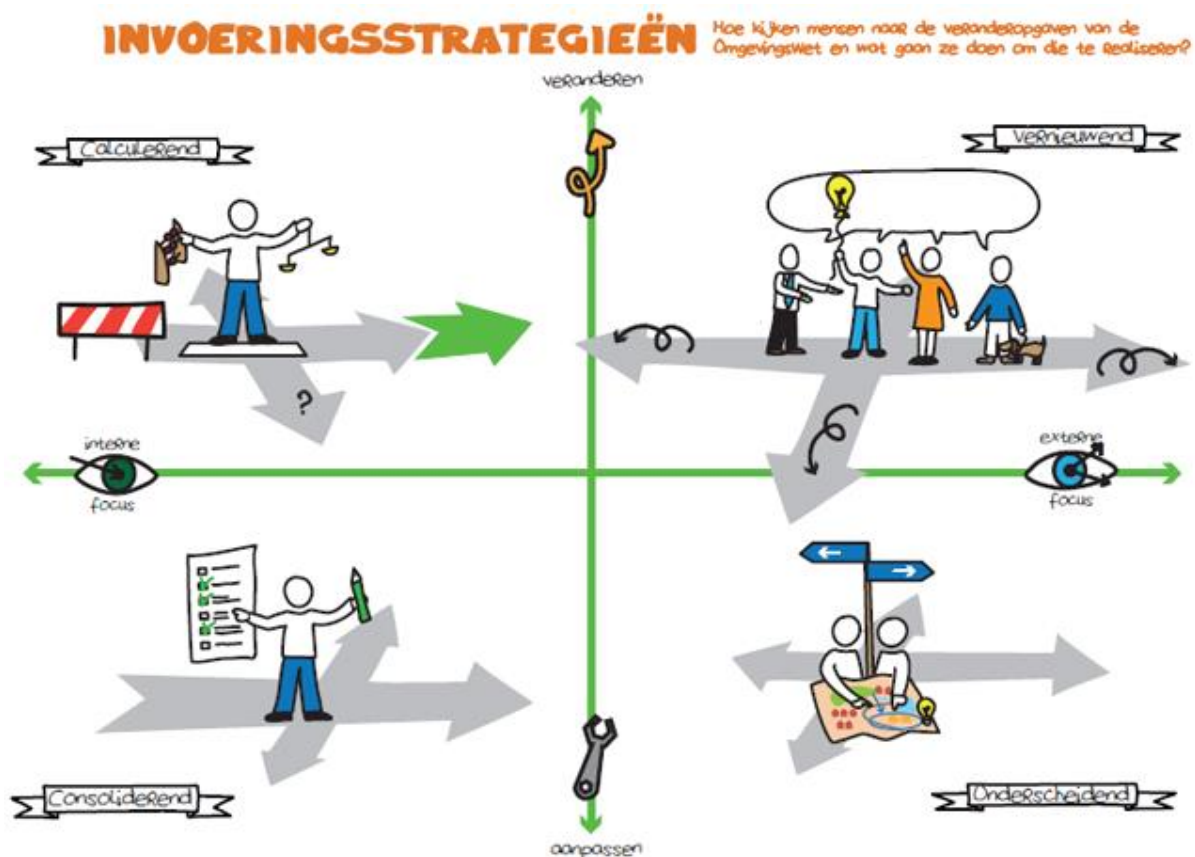 INVOERINGSSTRATEGIEËN
Hoe kijken mensen naar de veranderopgaven van de
Omgevingswet en wat gaan ze doen om die te realiseren?
veranderen
Calculerend
Vernieuwend
?
interne
focus
externe
focus
Consoliderend
Onderscheidend
aanpassen